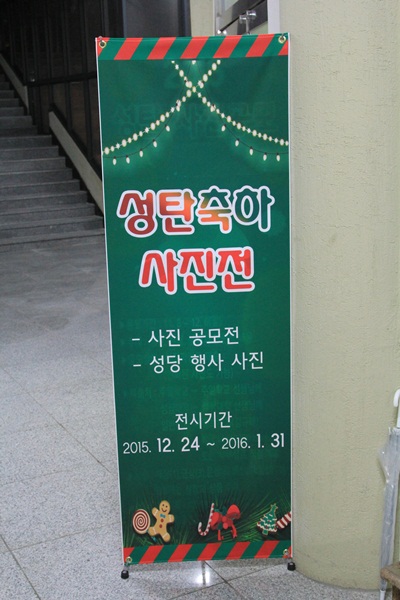 성탄축하
사진전
- 사진 공모전
- 성당 행사 사진
전시기간
2015. 12. 24 ~ 2016. 1. 31